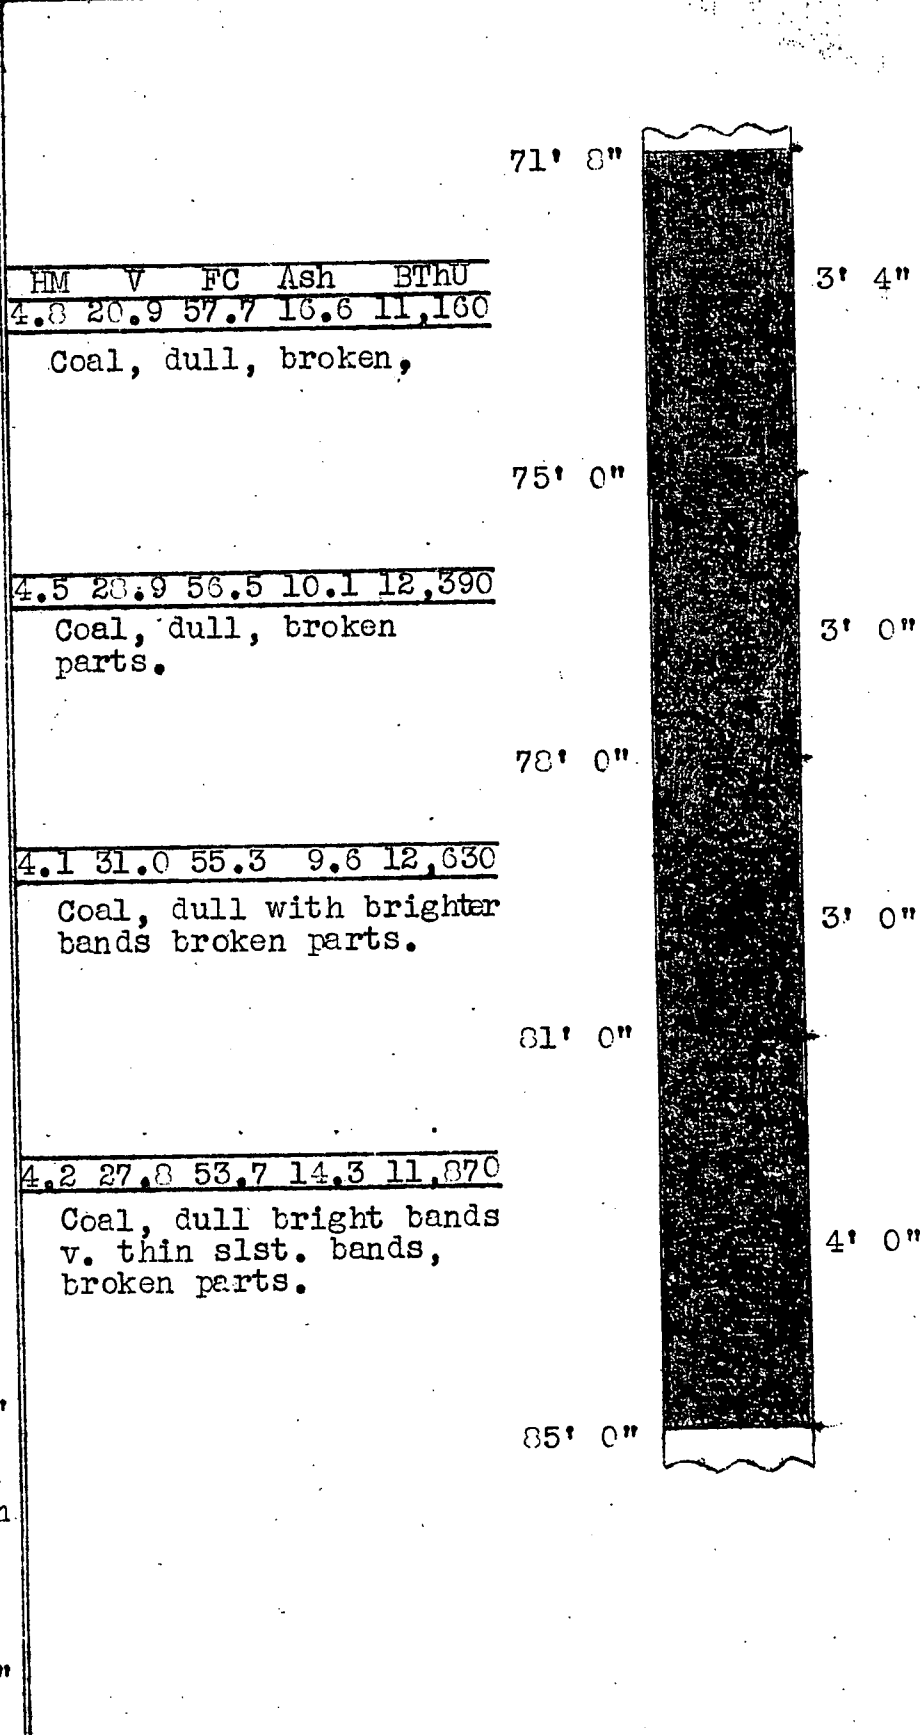 71' 8"
HM V FC Ash BThU
4.8 20.9 57.7 16.6 11,160
3' 4"
Coal, dull, broken,
75' 0"
4.5 28.9 56.5 10.1 12,390
Coal, dull, broken
parts.
3' 0"
78' 0"
4.1 31.0 55.3 9.6 12,630
Coal, dull with brighter
bands broken parts.
3' 0"
81' 0"
4.2 27.8 53.7 14.3 11,870
Coal, dull bright bands
v. thin slst. bands,
broken parts.
4' 0"
85' 0"